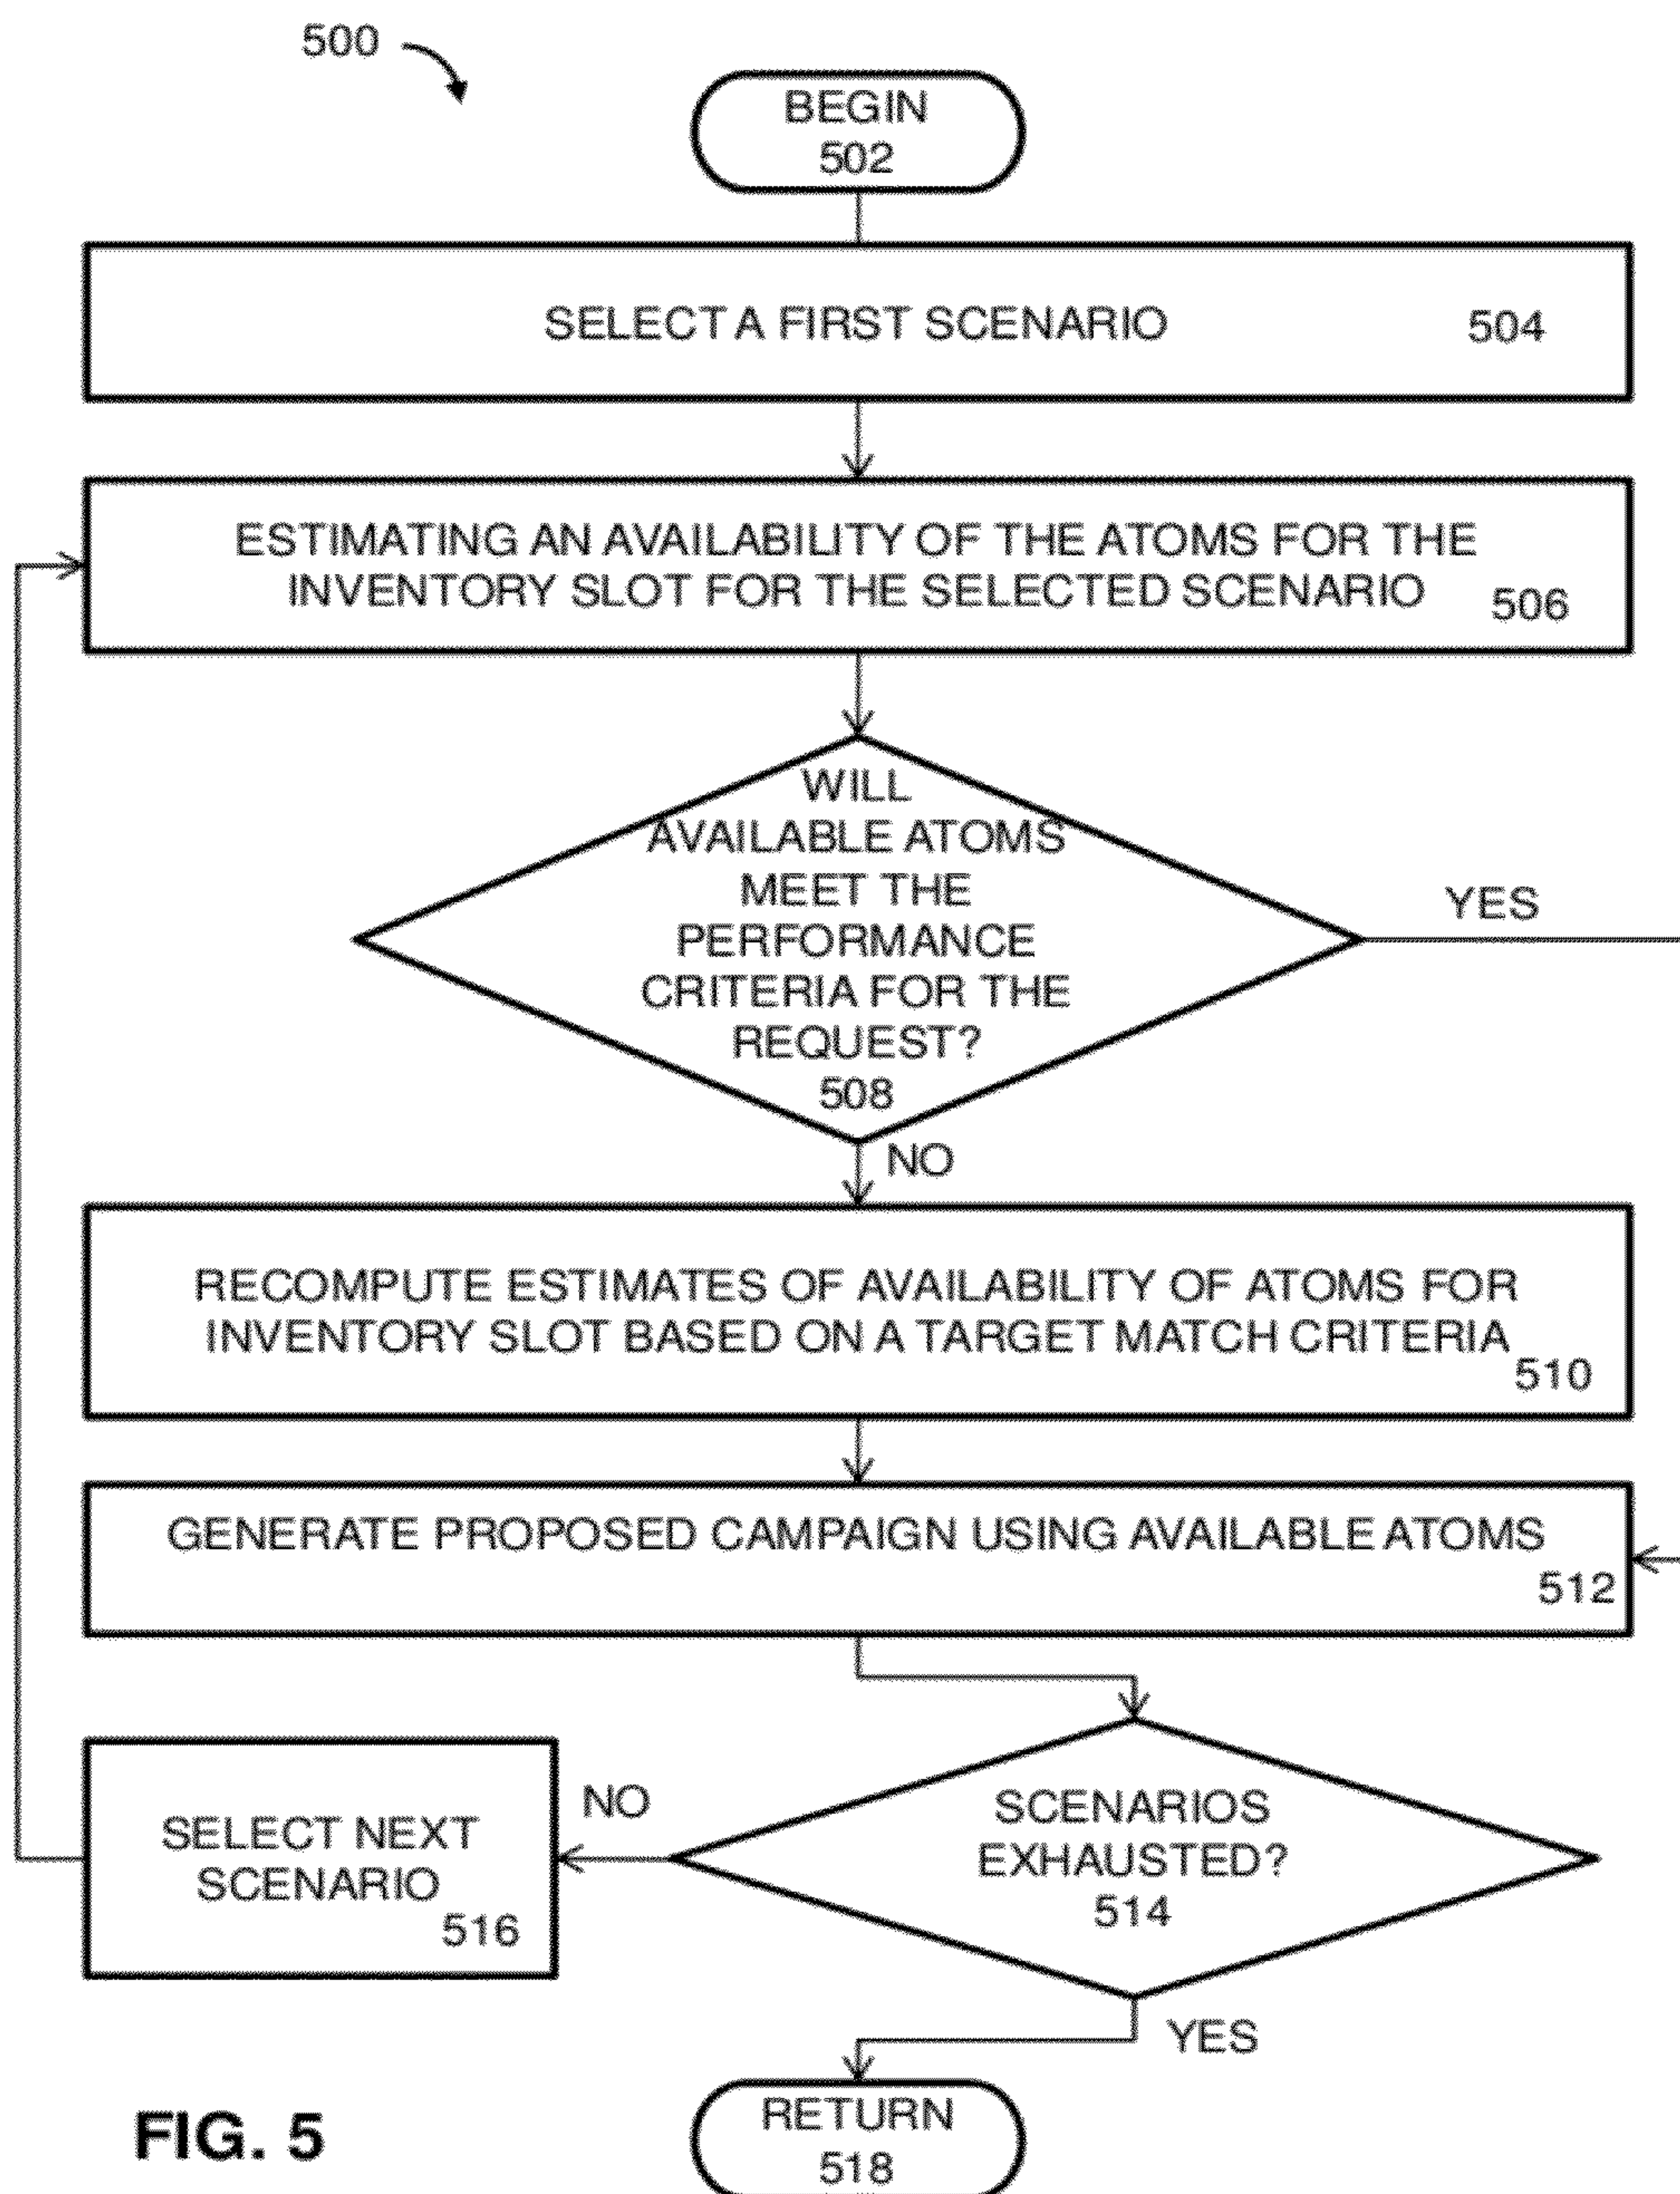 500
BEGIN
502
SELECT A FIRST SCENARIO
504
ESTIMATING AN AVAILABILITY OF THE ATOMS FOR THE
INVENTORY SLOT FOR THE SELECTED SCENARIO
506
WILL
AVAILABLE ATOMS
MEET THE
PERFORMANCE
CRITERIA FOR THE
REQUEST?
508
YES
NO
RECOMPUTE ESTIMATES OF AVAILABILITY OF ATOMS FOR
INVENTORY SLOT BASED ON A TARGET MATCH CRITERIA
510
GENERATE PROPOSED CAMPAIGN USING AVAILABLE ATOMS
512
SCENARIOS
EXHAUSTED?
514
NO
SELECT NEXT
SCENARIO
516
YES
RETURN
518
FIG. 5